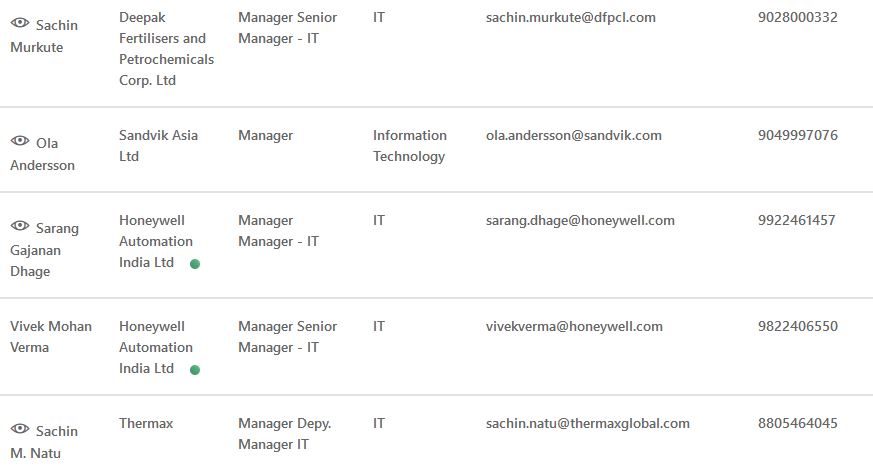 Sachin Murkute
Deepak Fertilisers and Petrochemicals Corp. Ltd
Manager Senior Manager - IT
IT
sachin.murkute@dfpcl.com
9028000332
Ola Andersson
Sandvik Asia Ltd
Manager
Information Technology
ola.andersson@sandvik.com
9049997076
Sarang Gajanan Dhage
Honeywell Automation India Ltd
Manager Manager - IT
IT
sarang.dhage@honeywell.com
9922461457
Vivek Mohan Verma
Honeywell Automation India Ltd
Manager Senior Manager - IT
IT
vivekverma@honeywell.com
9822406550
Sachin M. Natu
Thermax
Manager Depy. Manager IT
IT
sachin.natu@thermaxglobal.com
8805464045